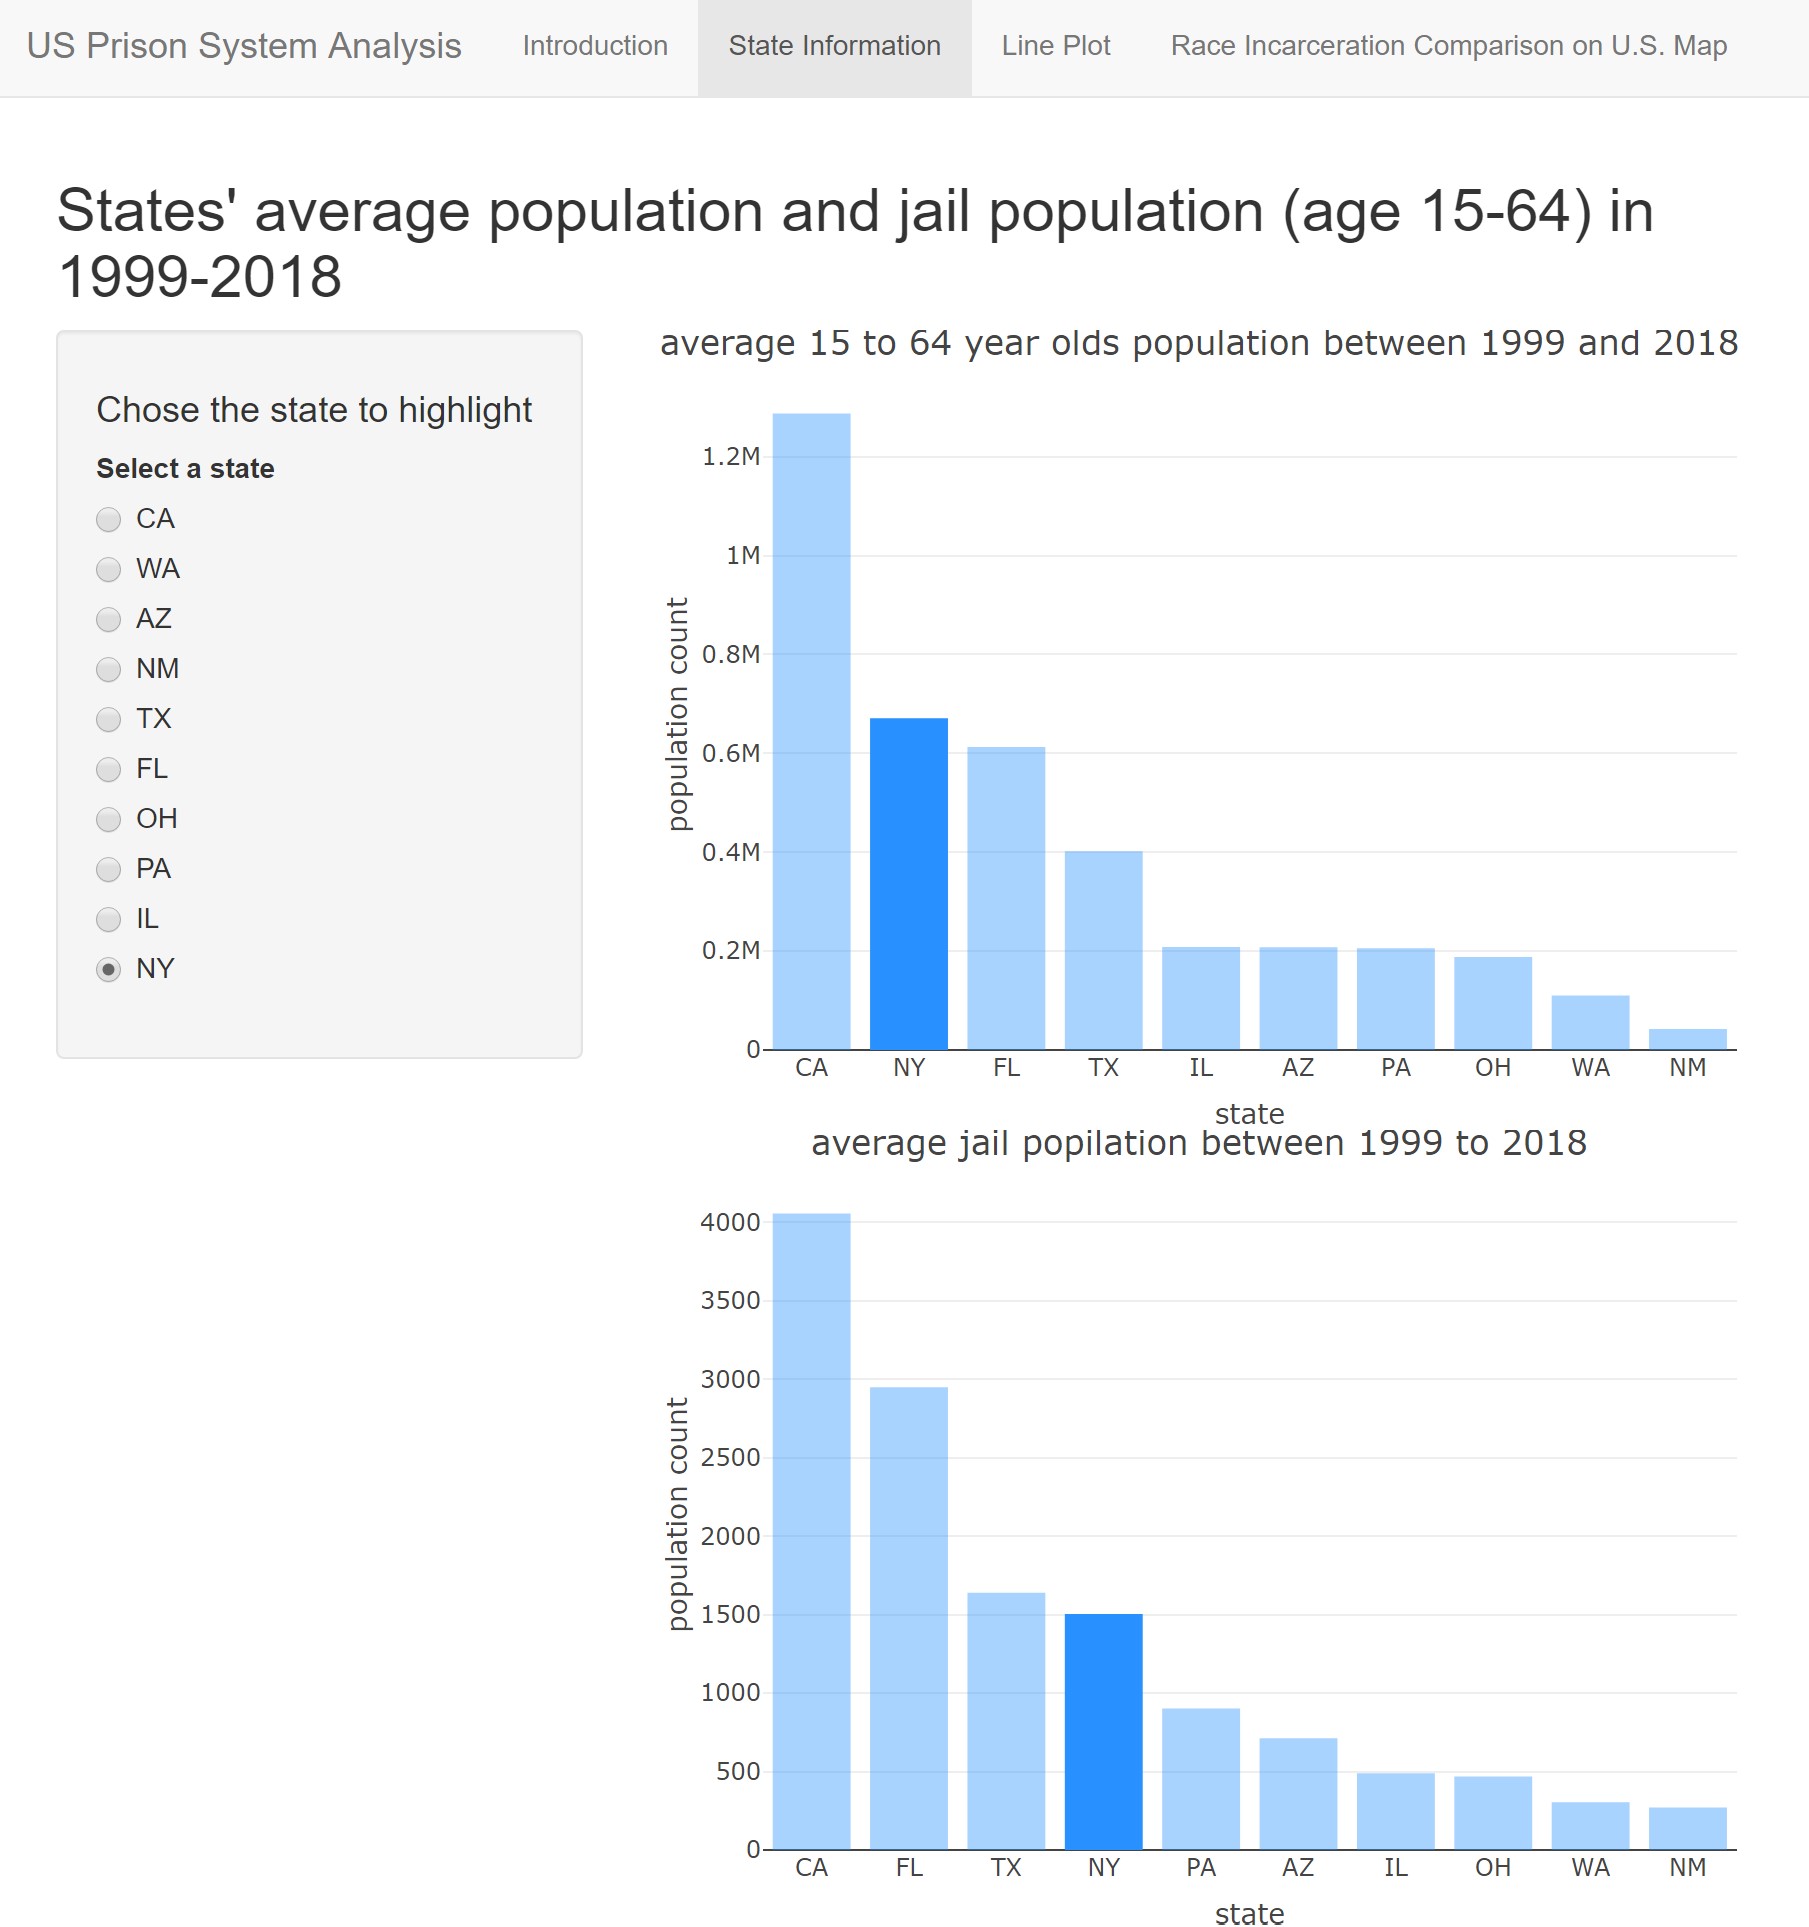 US Prison System Analysis Introduction State Information Line Plot Race Incarceration Comparison on U.S. Map
States' average population and jail population (age 15-64) in
1999-2018
Chose the state to highlight
Select a state
CA
WA
AZ
NM
TX
FL
OH
PA
IL
NY
average 15 to 64 year olds population between 1999 and 2018
population count
1.2M
1M
0.8M
0.6M
0.4M
0.2M
0
CA NY FL TX IL AZ PA OH WA NM
state
average jail popilation between 1999 to 2018
population count
4000
3500
3000
2500
2000
1500
1000
500
0
CA FL TX NY PA AZ IL OH WA NM
state